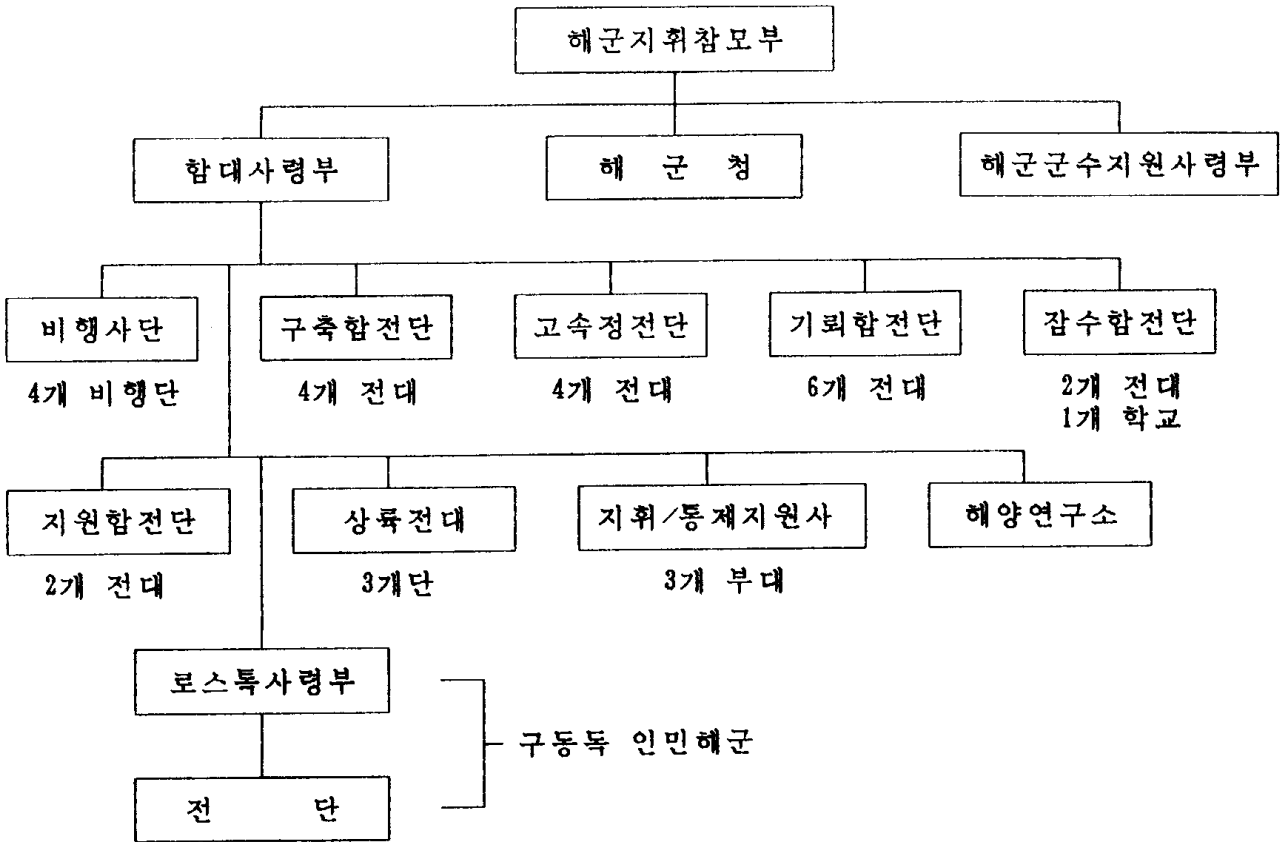 해군지휘참모부
함대사령부
해 군 청
해군군수지원사령부
비행사단
구축함전단
고속정전단
기뢰함전단
잠수함전단
4개 비행단
4개 전대
4개 전대
6개 전대
2개 전대
1개 학교
지원함전단
상륙전대
지휘/통제지원사
해양연구소
2개 전대
3개단
3개 부대
로스톡사령부
구동독 인민해군
전 단